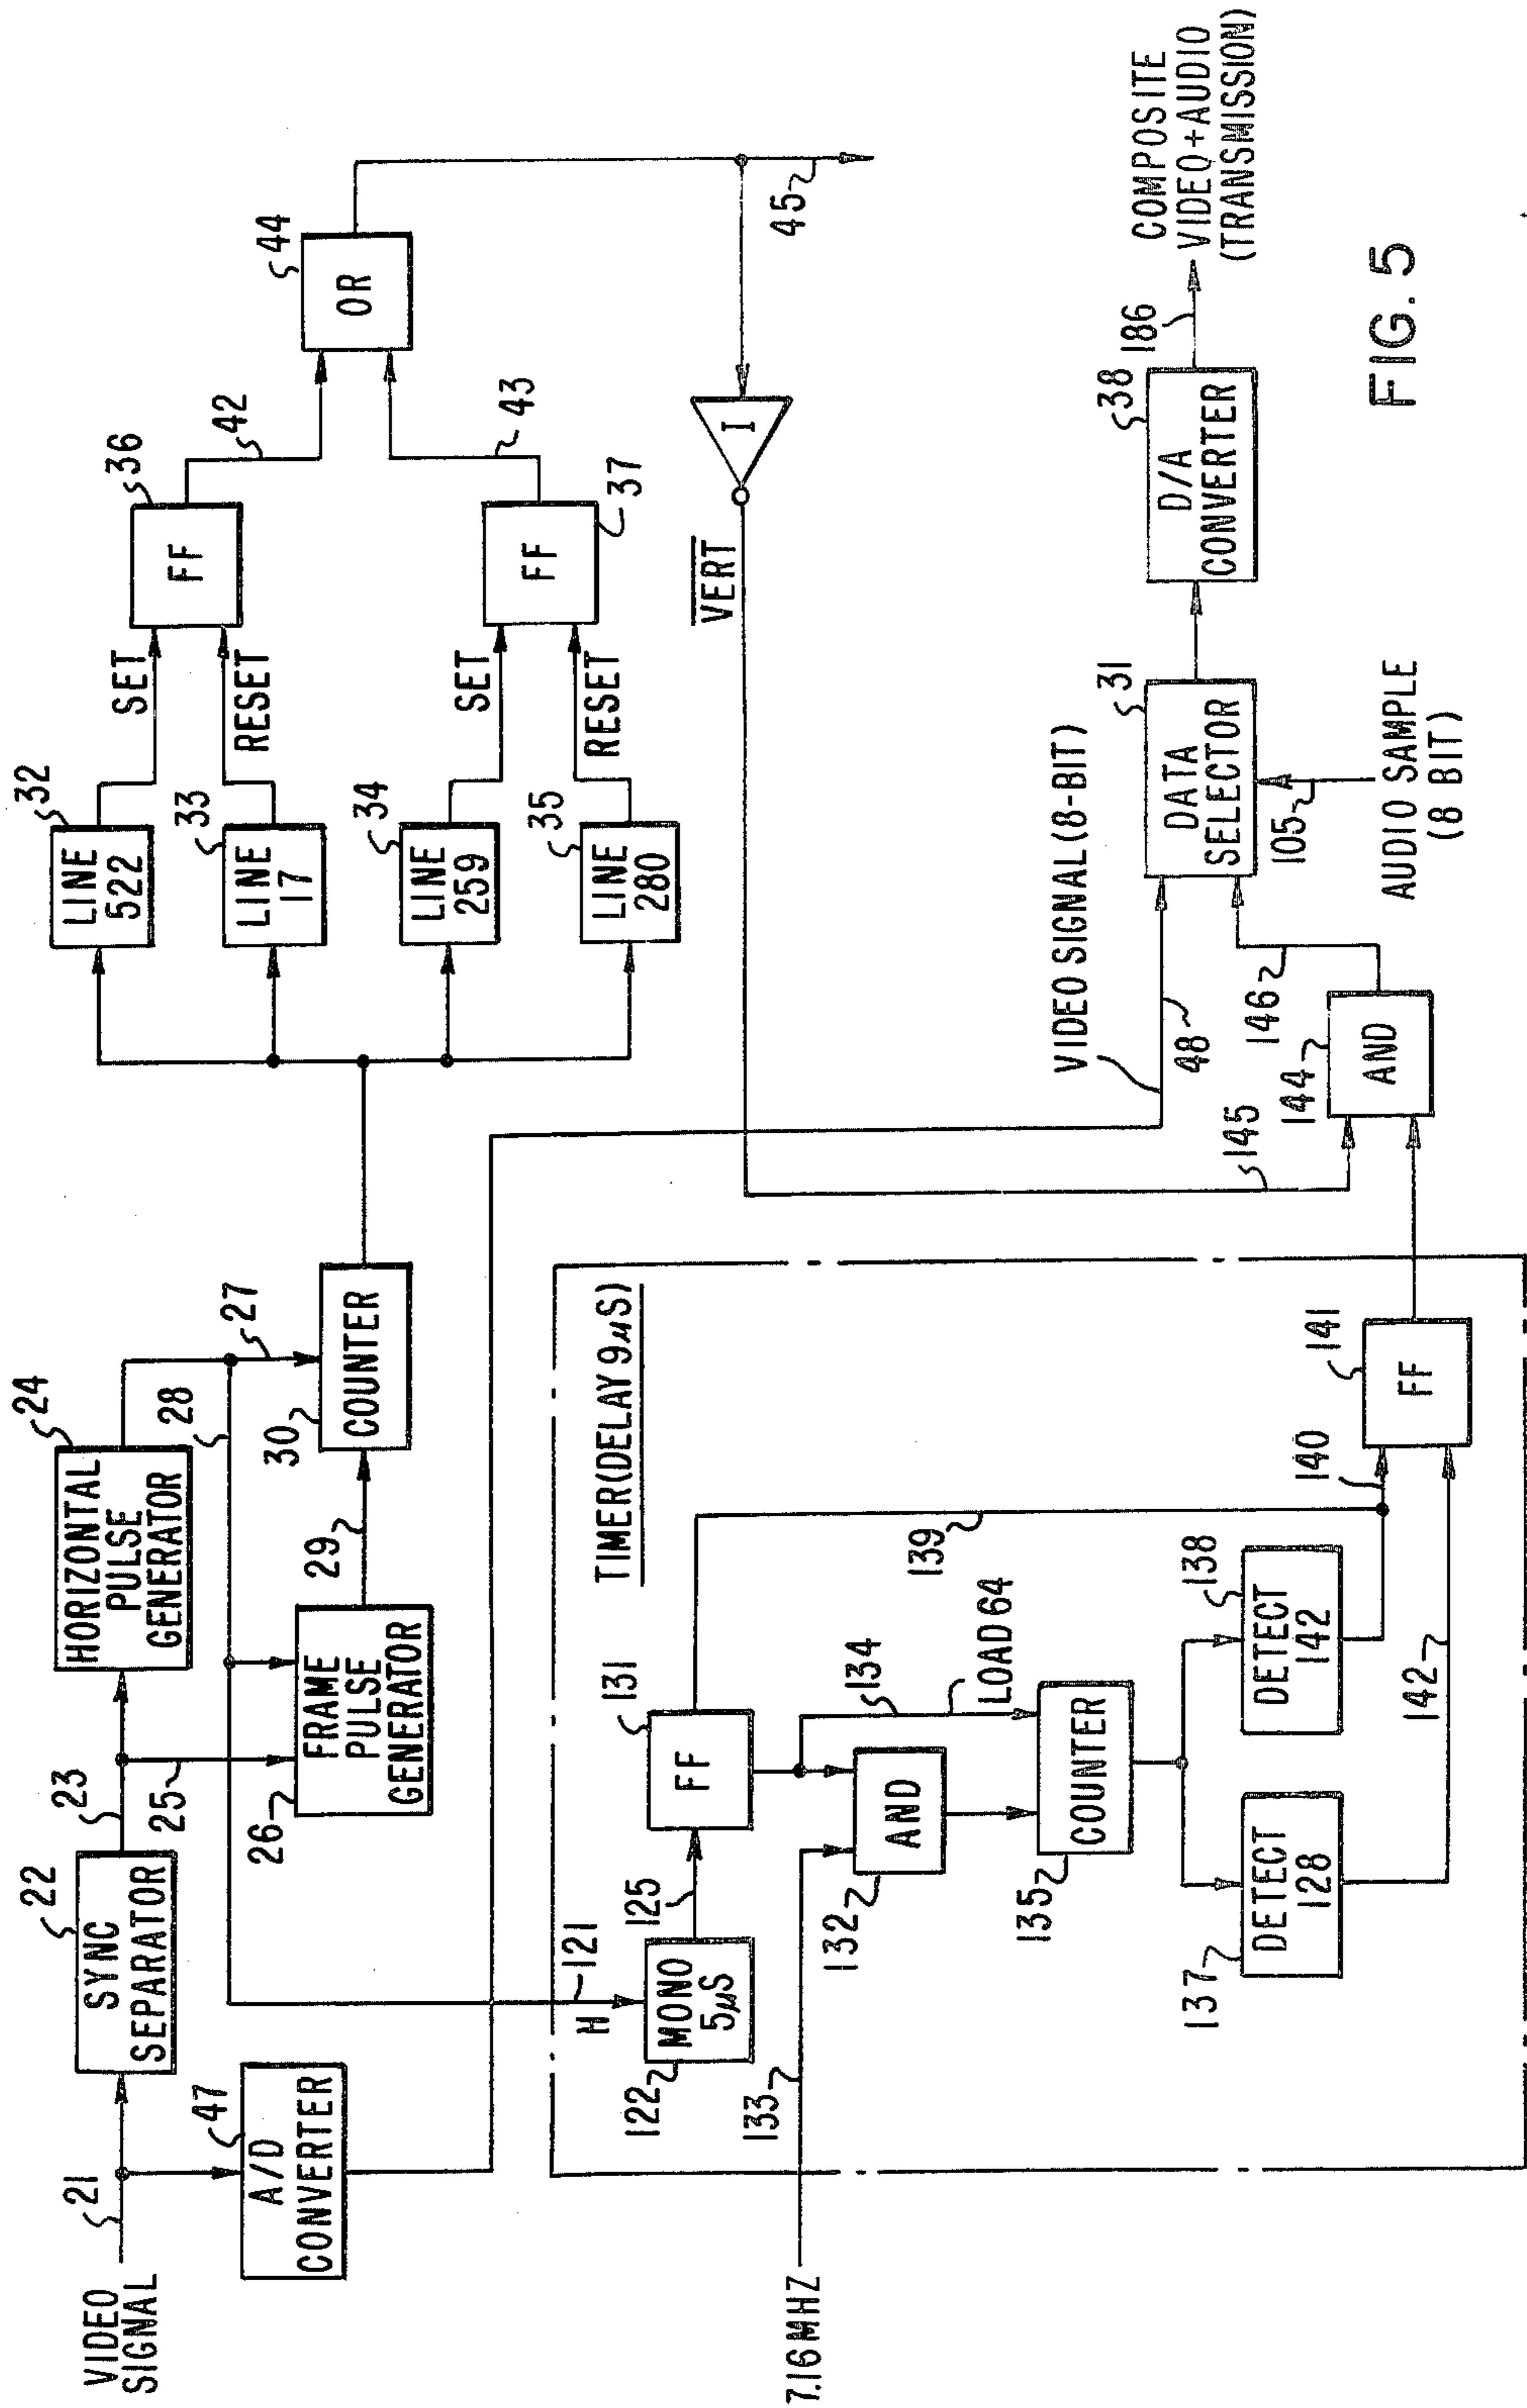 VIDEO
SIGNAL
21
SYNC
SEPARATOR
22
23
25
HORIZONTAL
PULSE
GENERATOR
24
28
27
A/D
CONVERTER
47
FRAME
PULSE
GENERATOR
26
29
COUNTER
30
LINE
522
32
LINE
17
33
LINE
259
34
LINE
280
35
SET
RESET
SET
RESET
FF
36
FF
37
42
43
OR
44
45
I
VERT
TIMER(DELAY 9μS)
H
121
MONO
5μS
122
125
FF
131
7.16MHZ
133
AND
132
134
LOAD 64
COUNTER
135
DETECT
128
137
DETECT
142
138
139
140
142
FF
141
145
AND
144
146
VIDEO SIGNAL (8-BIT)
48
DATA
SELECTOR
31
105
AUDIO SAMPLE
(8 BIT)
D/A
CONVERTER
38
186
COMPOSITE
VIDEO+AUDIO
(TRANSMISSION)
FIG. 5